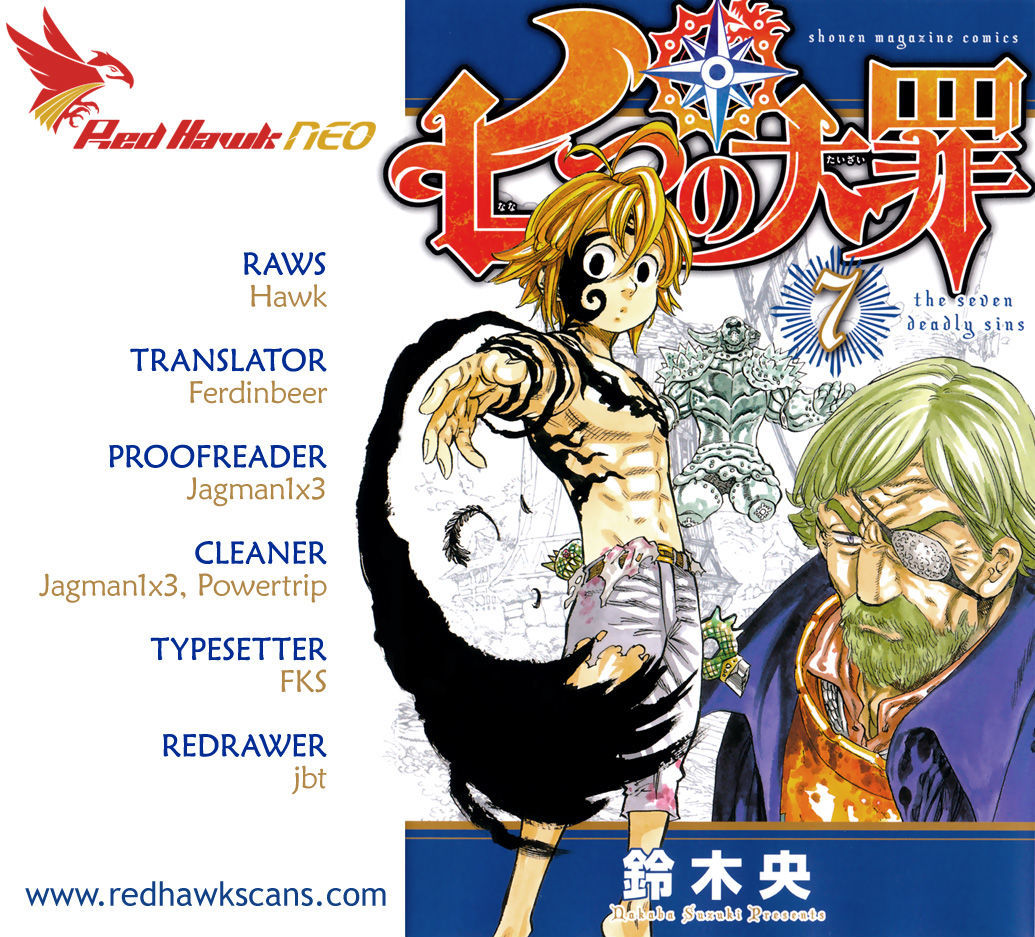 Red Hawk NEO
RAWS
Hawk
TRANSLATOR
Ferdinbeer
PROOFREADER
Jagman1x3
CLEANER
Jagman1x3, Powertrip
TYPESETTER
FKS
REDRAWER
jbt
www.redhawkscans.com
shonen magazine comics
七つの大罪
なな
たいざい
7
the seven
deadly sins
鈴木央
Nakaba Suzuki Presents